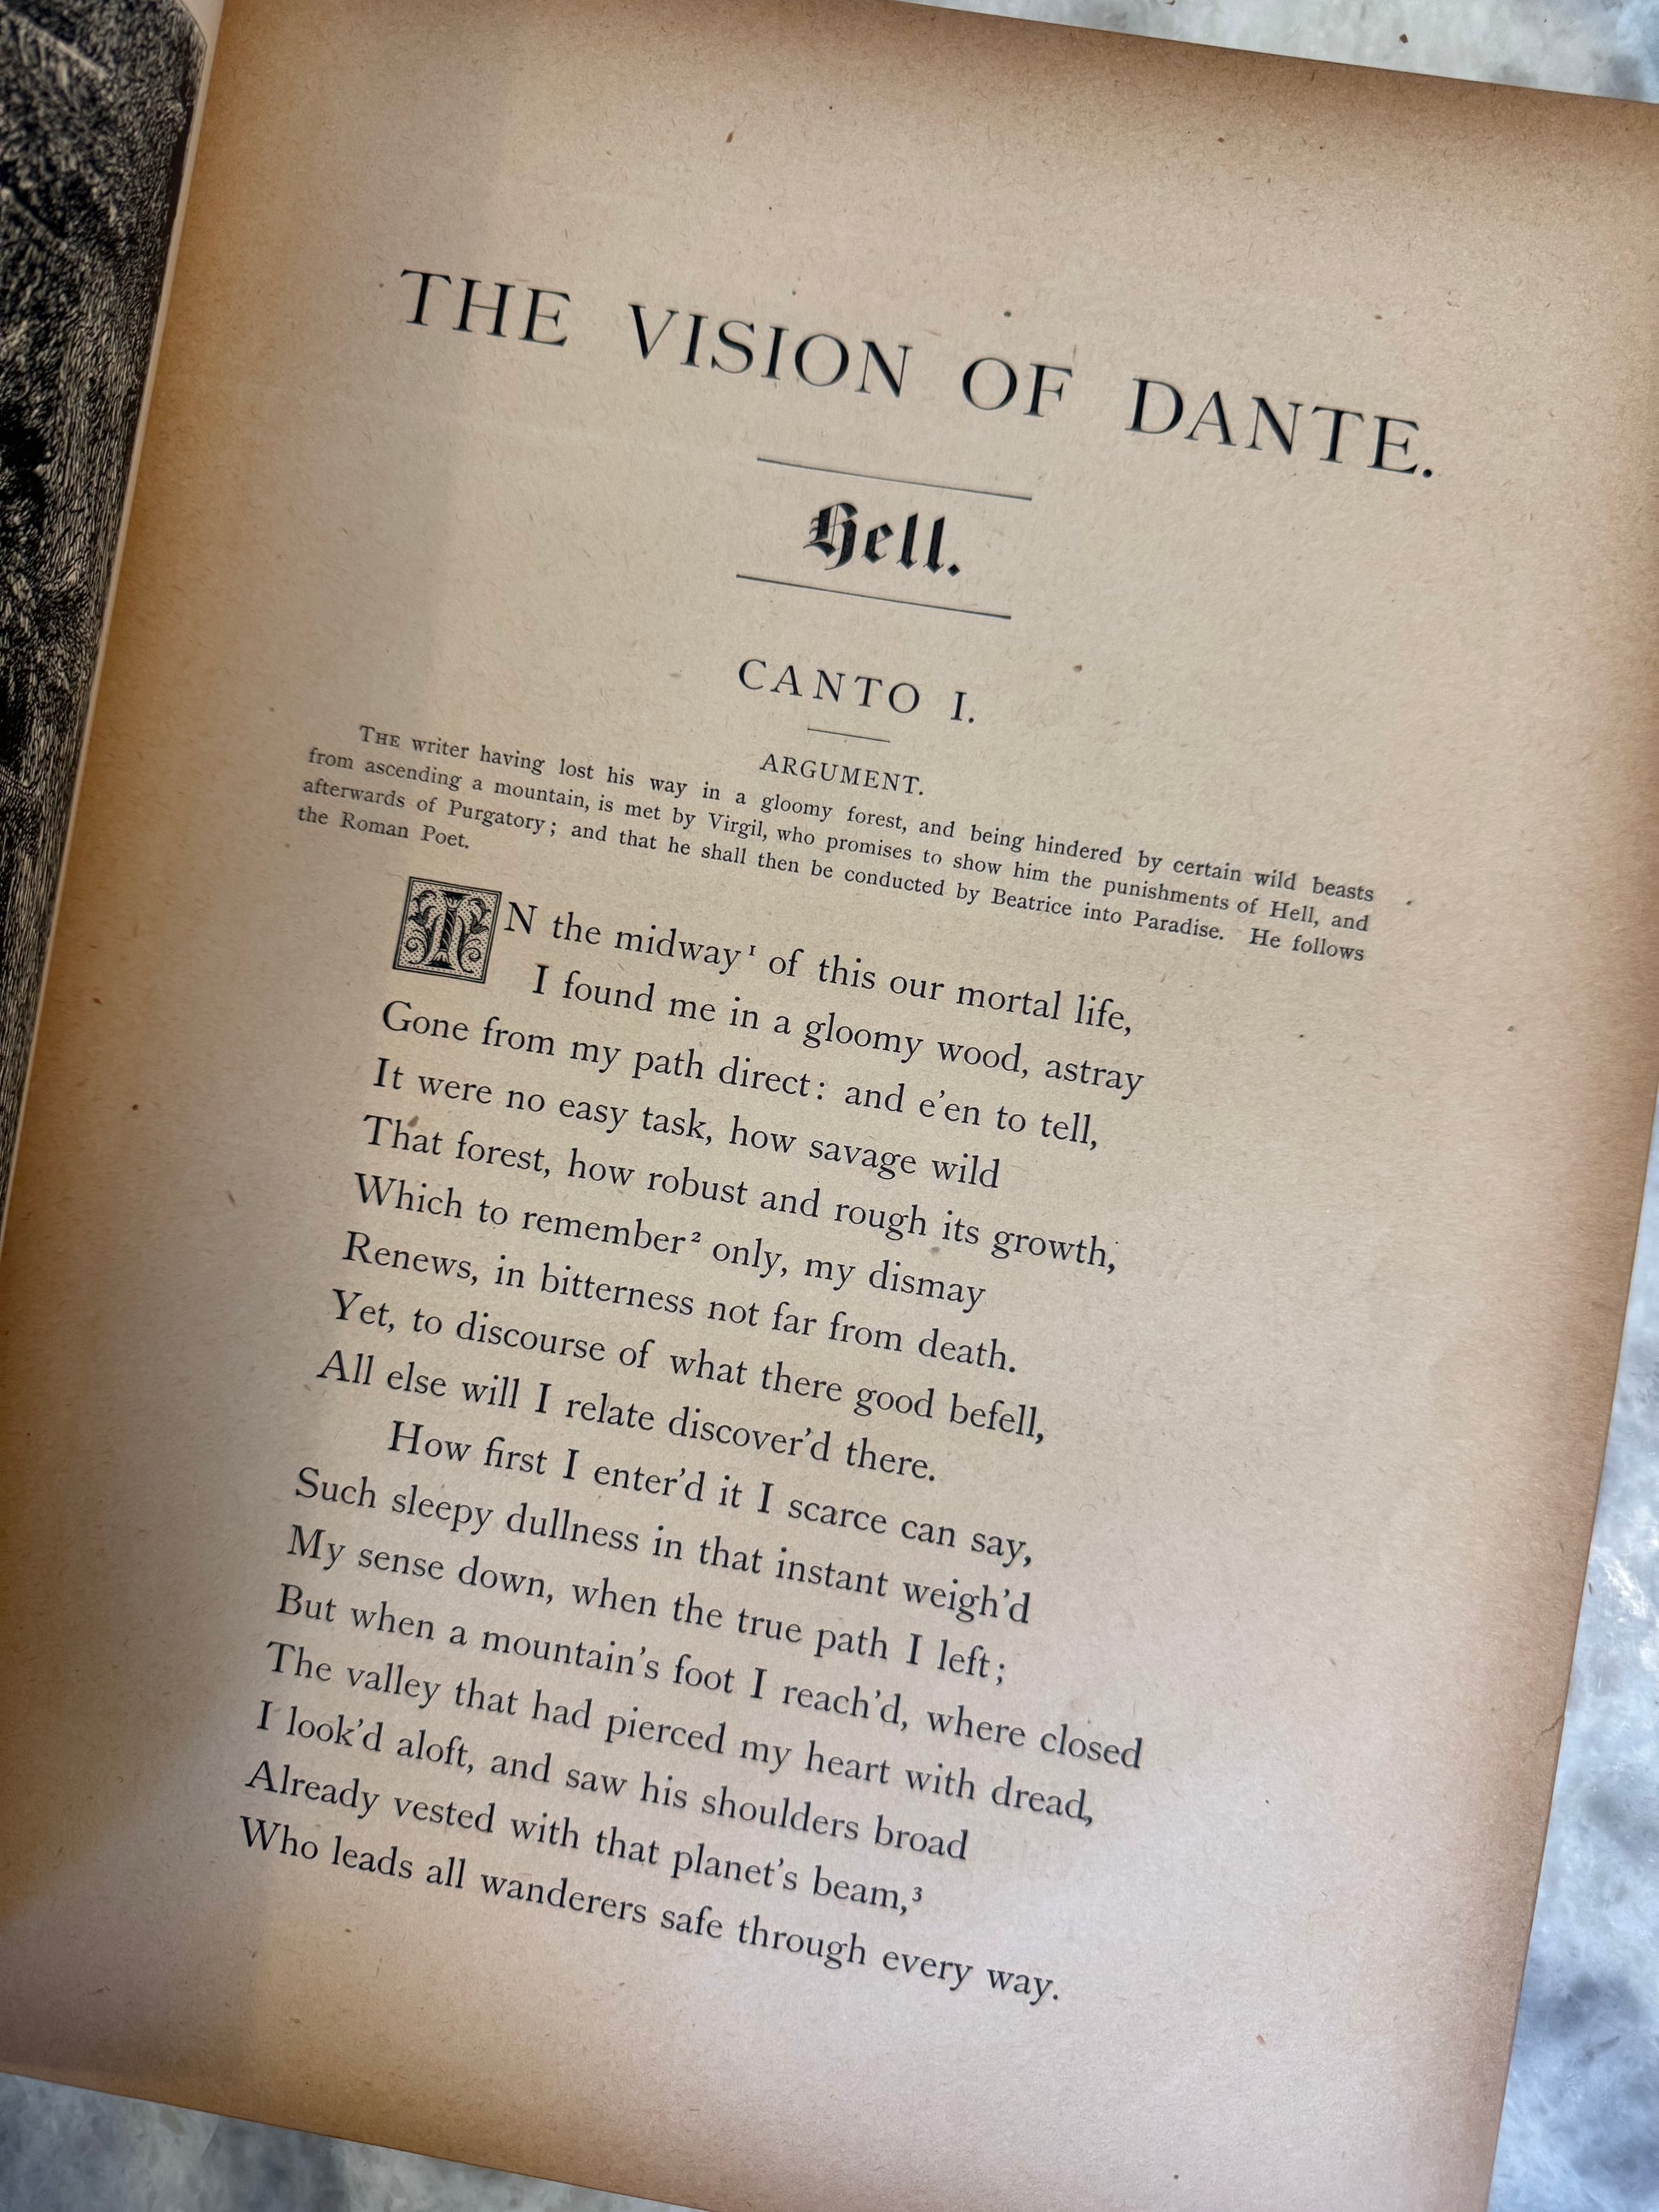 THE VISION OF DANTE.
Hell.
CANTO I.
ARGUMENT.
THE writer having lost his way in a gloomy forest, and being hindered by certain wild beasts
from ascending a mountain, is met by Virgil, who promises to show him the punishments of Hell, and
afterwards of Purgatory; and that he shall then be conducted by Beatrice into Paradise. He follows
the Roman Poet.
IN the midway¹ of this our mortal life,
I found me in a gloomy wood, astray
Gone from my path direct: and e'en to tell,
It were no easy task, how savage wild
That forest, how robust and rough its growth,
Which to remember² only, my dismay
Renews, in bitterness not far from death.
Yet, to discourse of what there good befell,
All else will I relate discover'd there.
How first I enter'd it I scarce can say,
Such sleepy dullness in that instant weigh'd
My sense down, when the true path I left;
But when a mountain's foot I reach'd, where closed
The valley that had pierced my heart with dread,
I look'd aloft, and saw his shoulders broad
Already vested with that planet's beam,³
Who leads all wanderers safe through every way.